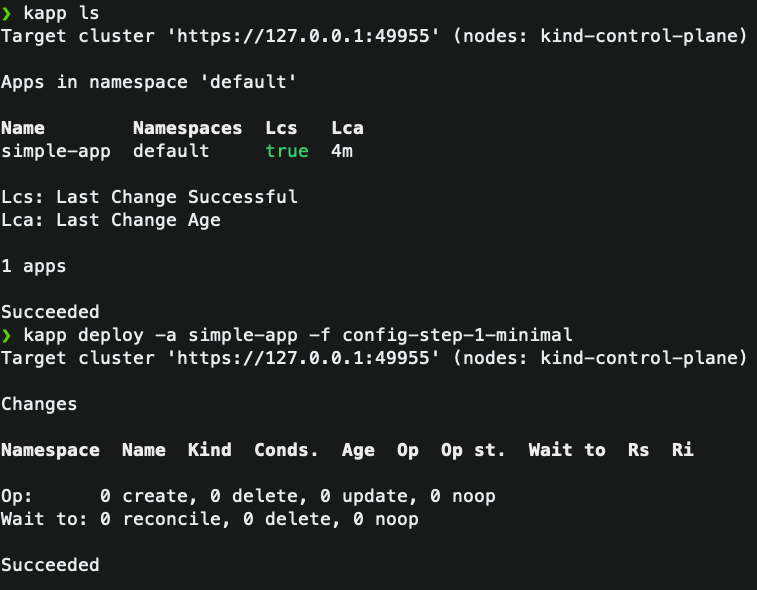 ❯ kapp ls
Target cluster 'https://127.0.0.1:49955' (nodes: kind-control-plane)
Apps in namespace 'default'
Name        Namespaces  Lcs   Lca
simple-app  default     true  4m
Lcs: Last Change Successful
Lca: Last Change Age
1 apps
Succeeded
❯ kapp deploy -a simple-app -f config-step-1-minimal
Target cluster 'https://127.0.0.1:49955' (nodes: kind-control-plane)
Changes
Namespace  Name  Kind  Conds.  Age  Op  Op st.  Wait to  Rs  Ri
Op:      0 create, 0 delete, 0 update, 0 noop
Wait to: 0 reconcile, 0 delete, 0 noop
Succeeded